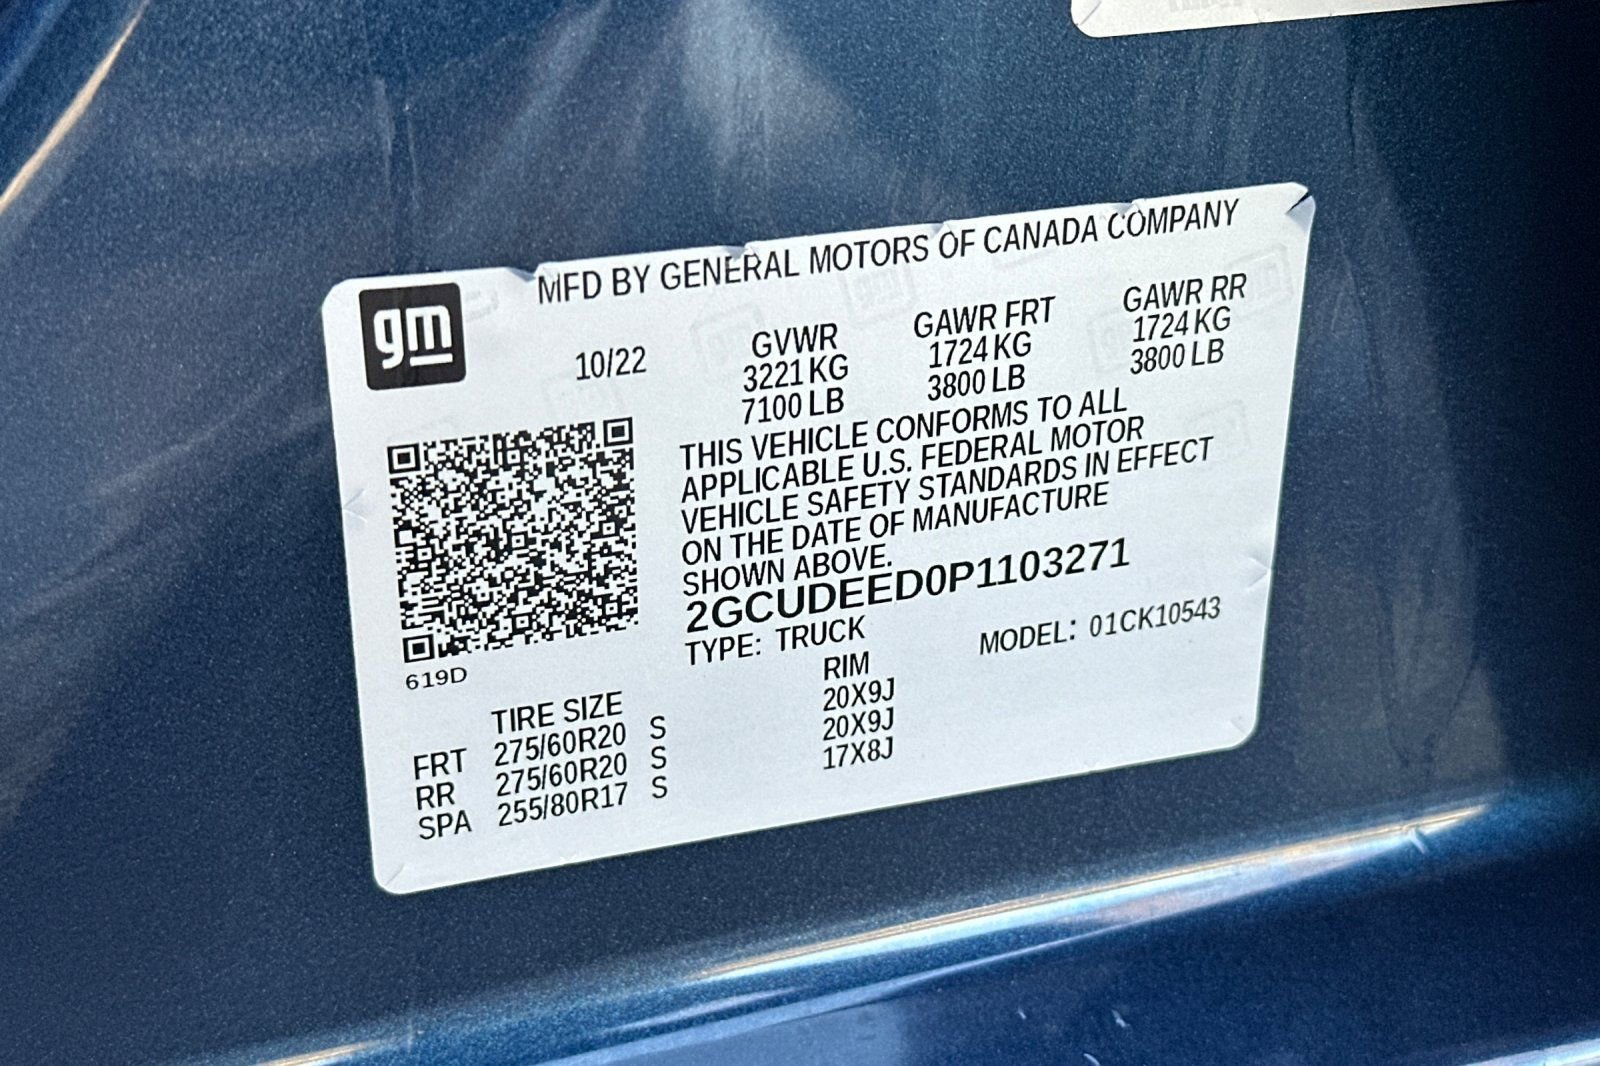 MFD BY GENERAL MOTORS OF CANADA COMPANY
gm
10/22
GVWR GAWR FRT GAWR RR
3221 KG 1724 KG 1724 KG
7100 LB 3800 LB 3800 LB
THIS VEHICLE CONFORMS TO ALL
APPLICABLE U.S. FEDERAL MOTOR
VEHICLE SAFETY STANDARDS IN EFFECT
ON THE DATE OF MANUFACTURE
SHOWN ABOVE.
2GCUDEED0P1103271
TYPE: TRUCK MODEL: 01CK10543
619D
TIRE SIZE RIM
FRT 275/60R20 S 20X9J
RR 275/60R20 S 20X9J
SPA 255/80R17 S 17X8J